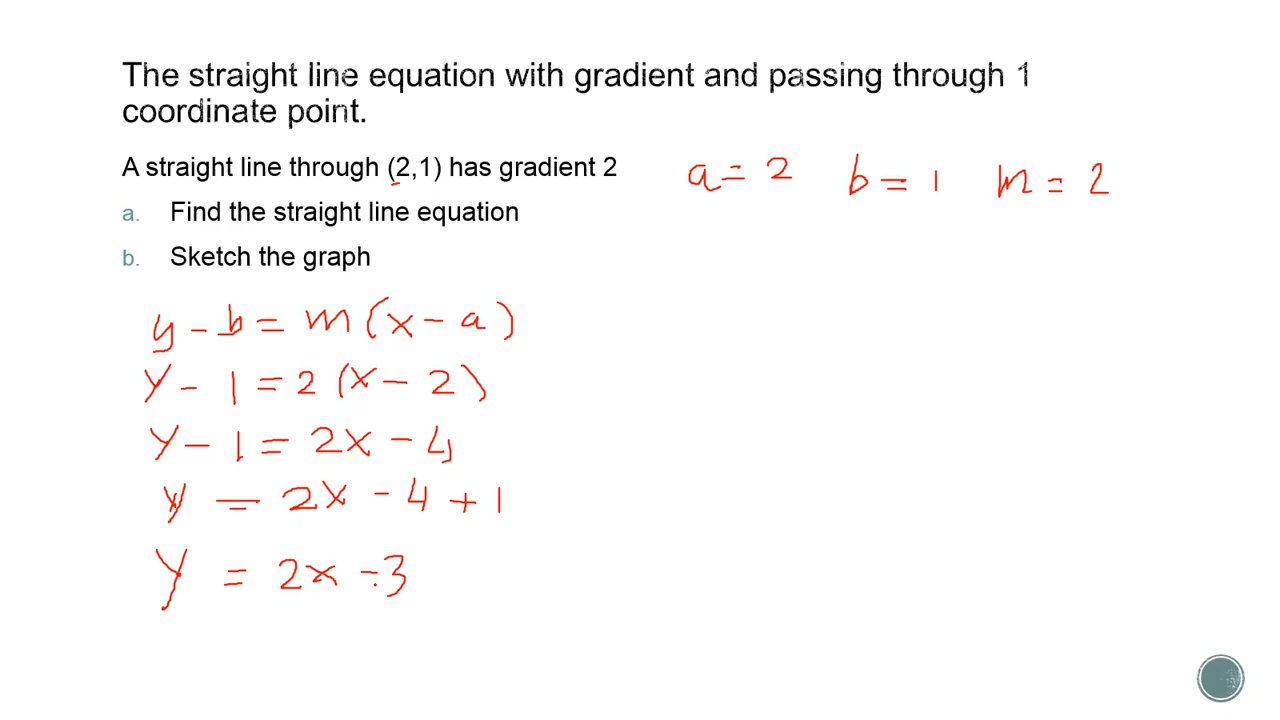 The straight line equation with gradient and passing through 1
coordinate point.
A straight line through (2,1) has gradient 2
a = 2 b = 1 m = 2
a. Find the straight line equation
b. Sketch the graph
y - b = m (x - a)
y - 1 = 2 (x - 2)
y - 1 = 2x - 4
y = 2x - 4 + 1
y = 2x - 3